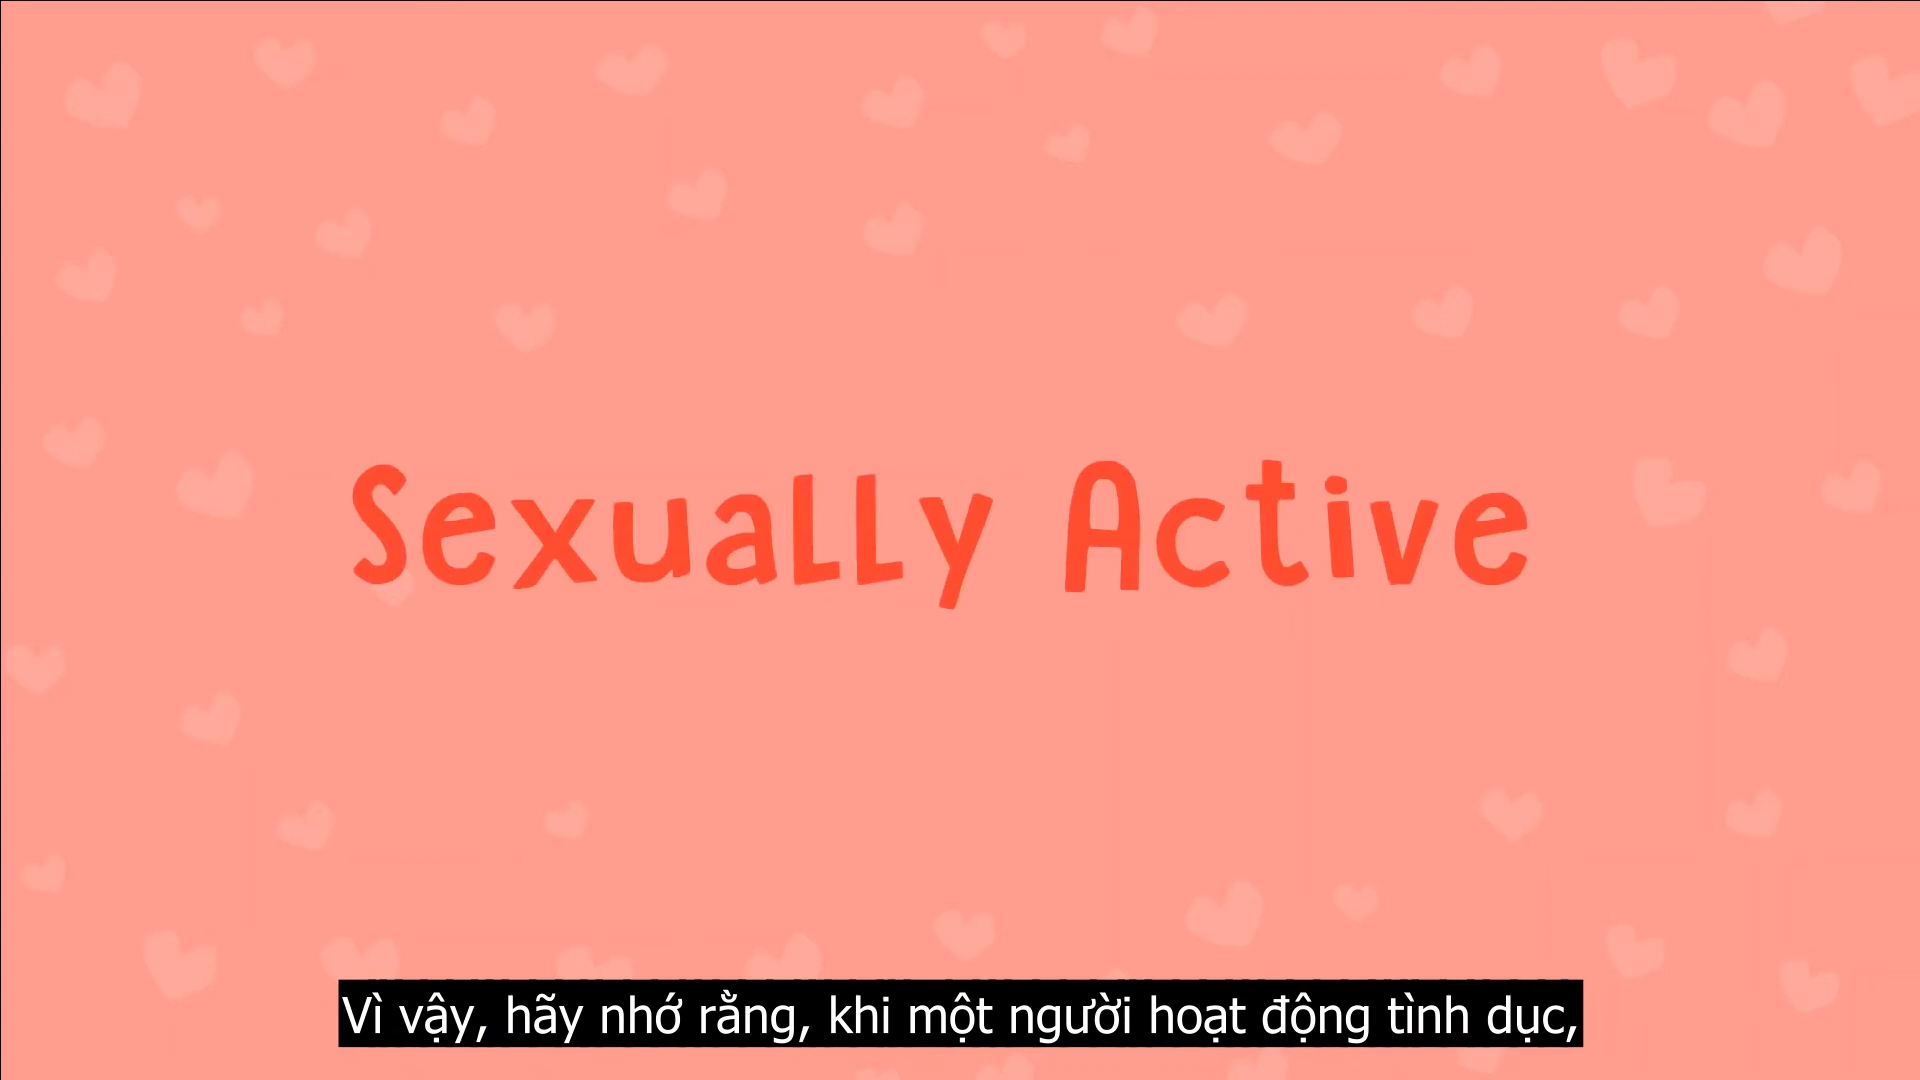 Sexually Active
Vì vậy, hãy nhớ rằng, khi một người hoạt động tình dục,